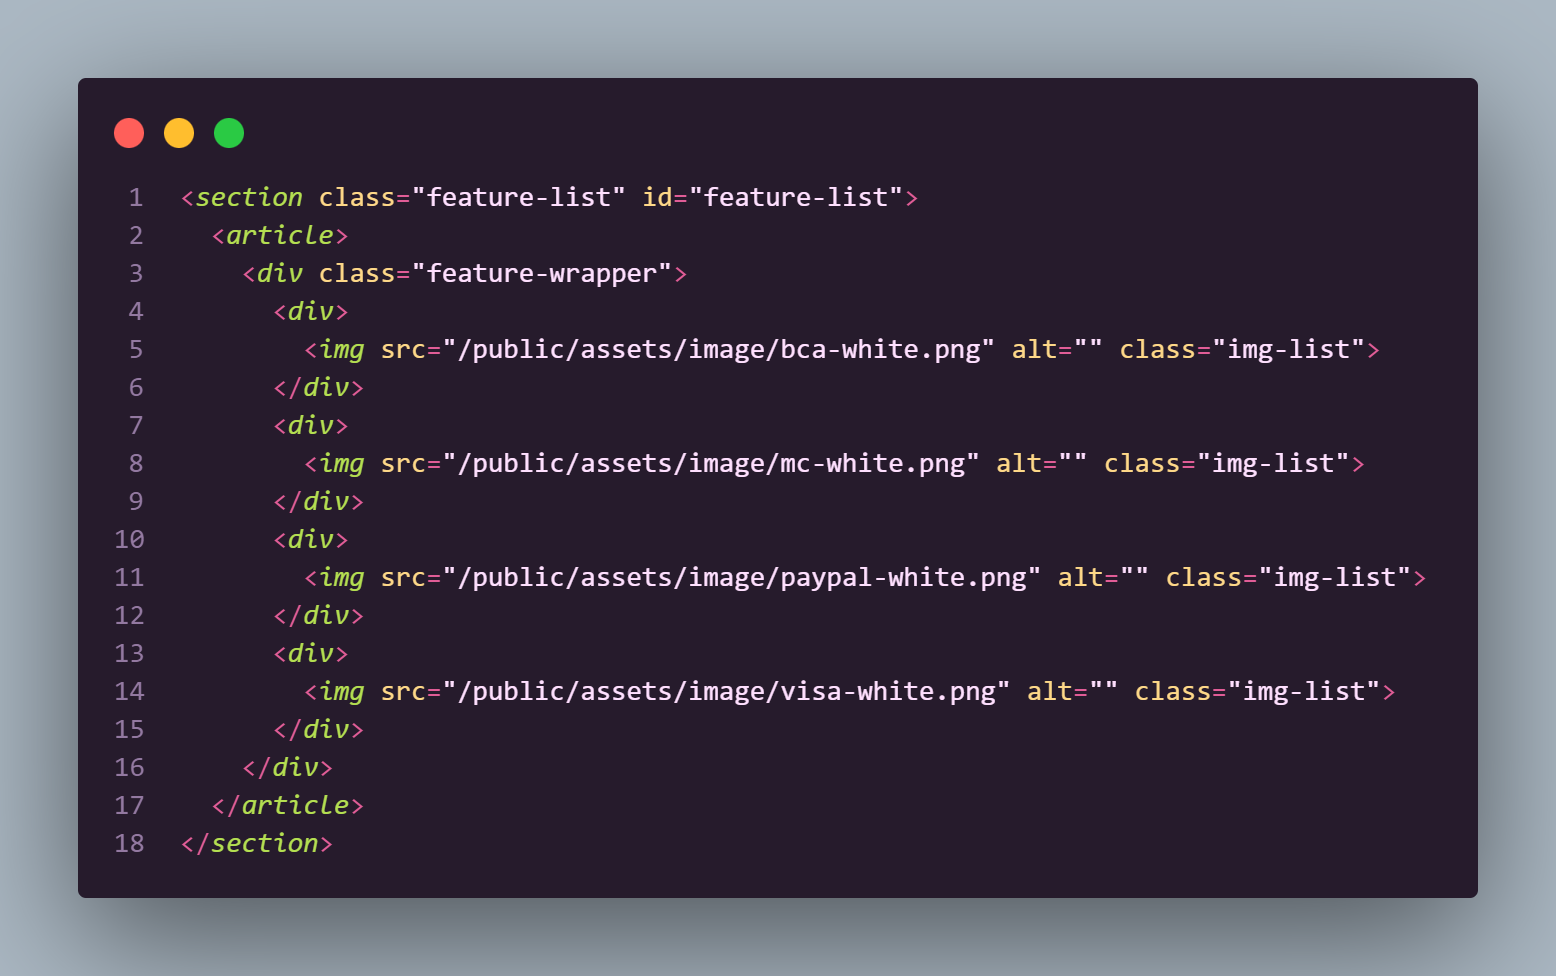 1 <section class="feature-list" id="feature-list">
2   <article>
3     <div class="feature-wrapper">
4       <div>
5         <img src="/public/assets/image/bca-white.png" alt="" class="img-list">
6       </div>
7       <div>
8         <img src="/public/assets/image/mc-white.png" alt="" class="img-list">
9       </div>
10       <div>
11         <img src="/public/assets/image/paypal-white.png" alt="" class="img-list">
12       </div>
13       <div>
14         <img src="/public/assets/image/visa-white.png" alt="" class="img-list">
15       </div>
16     </div>
17   </article>
18 </section>